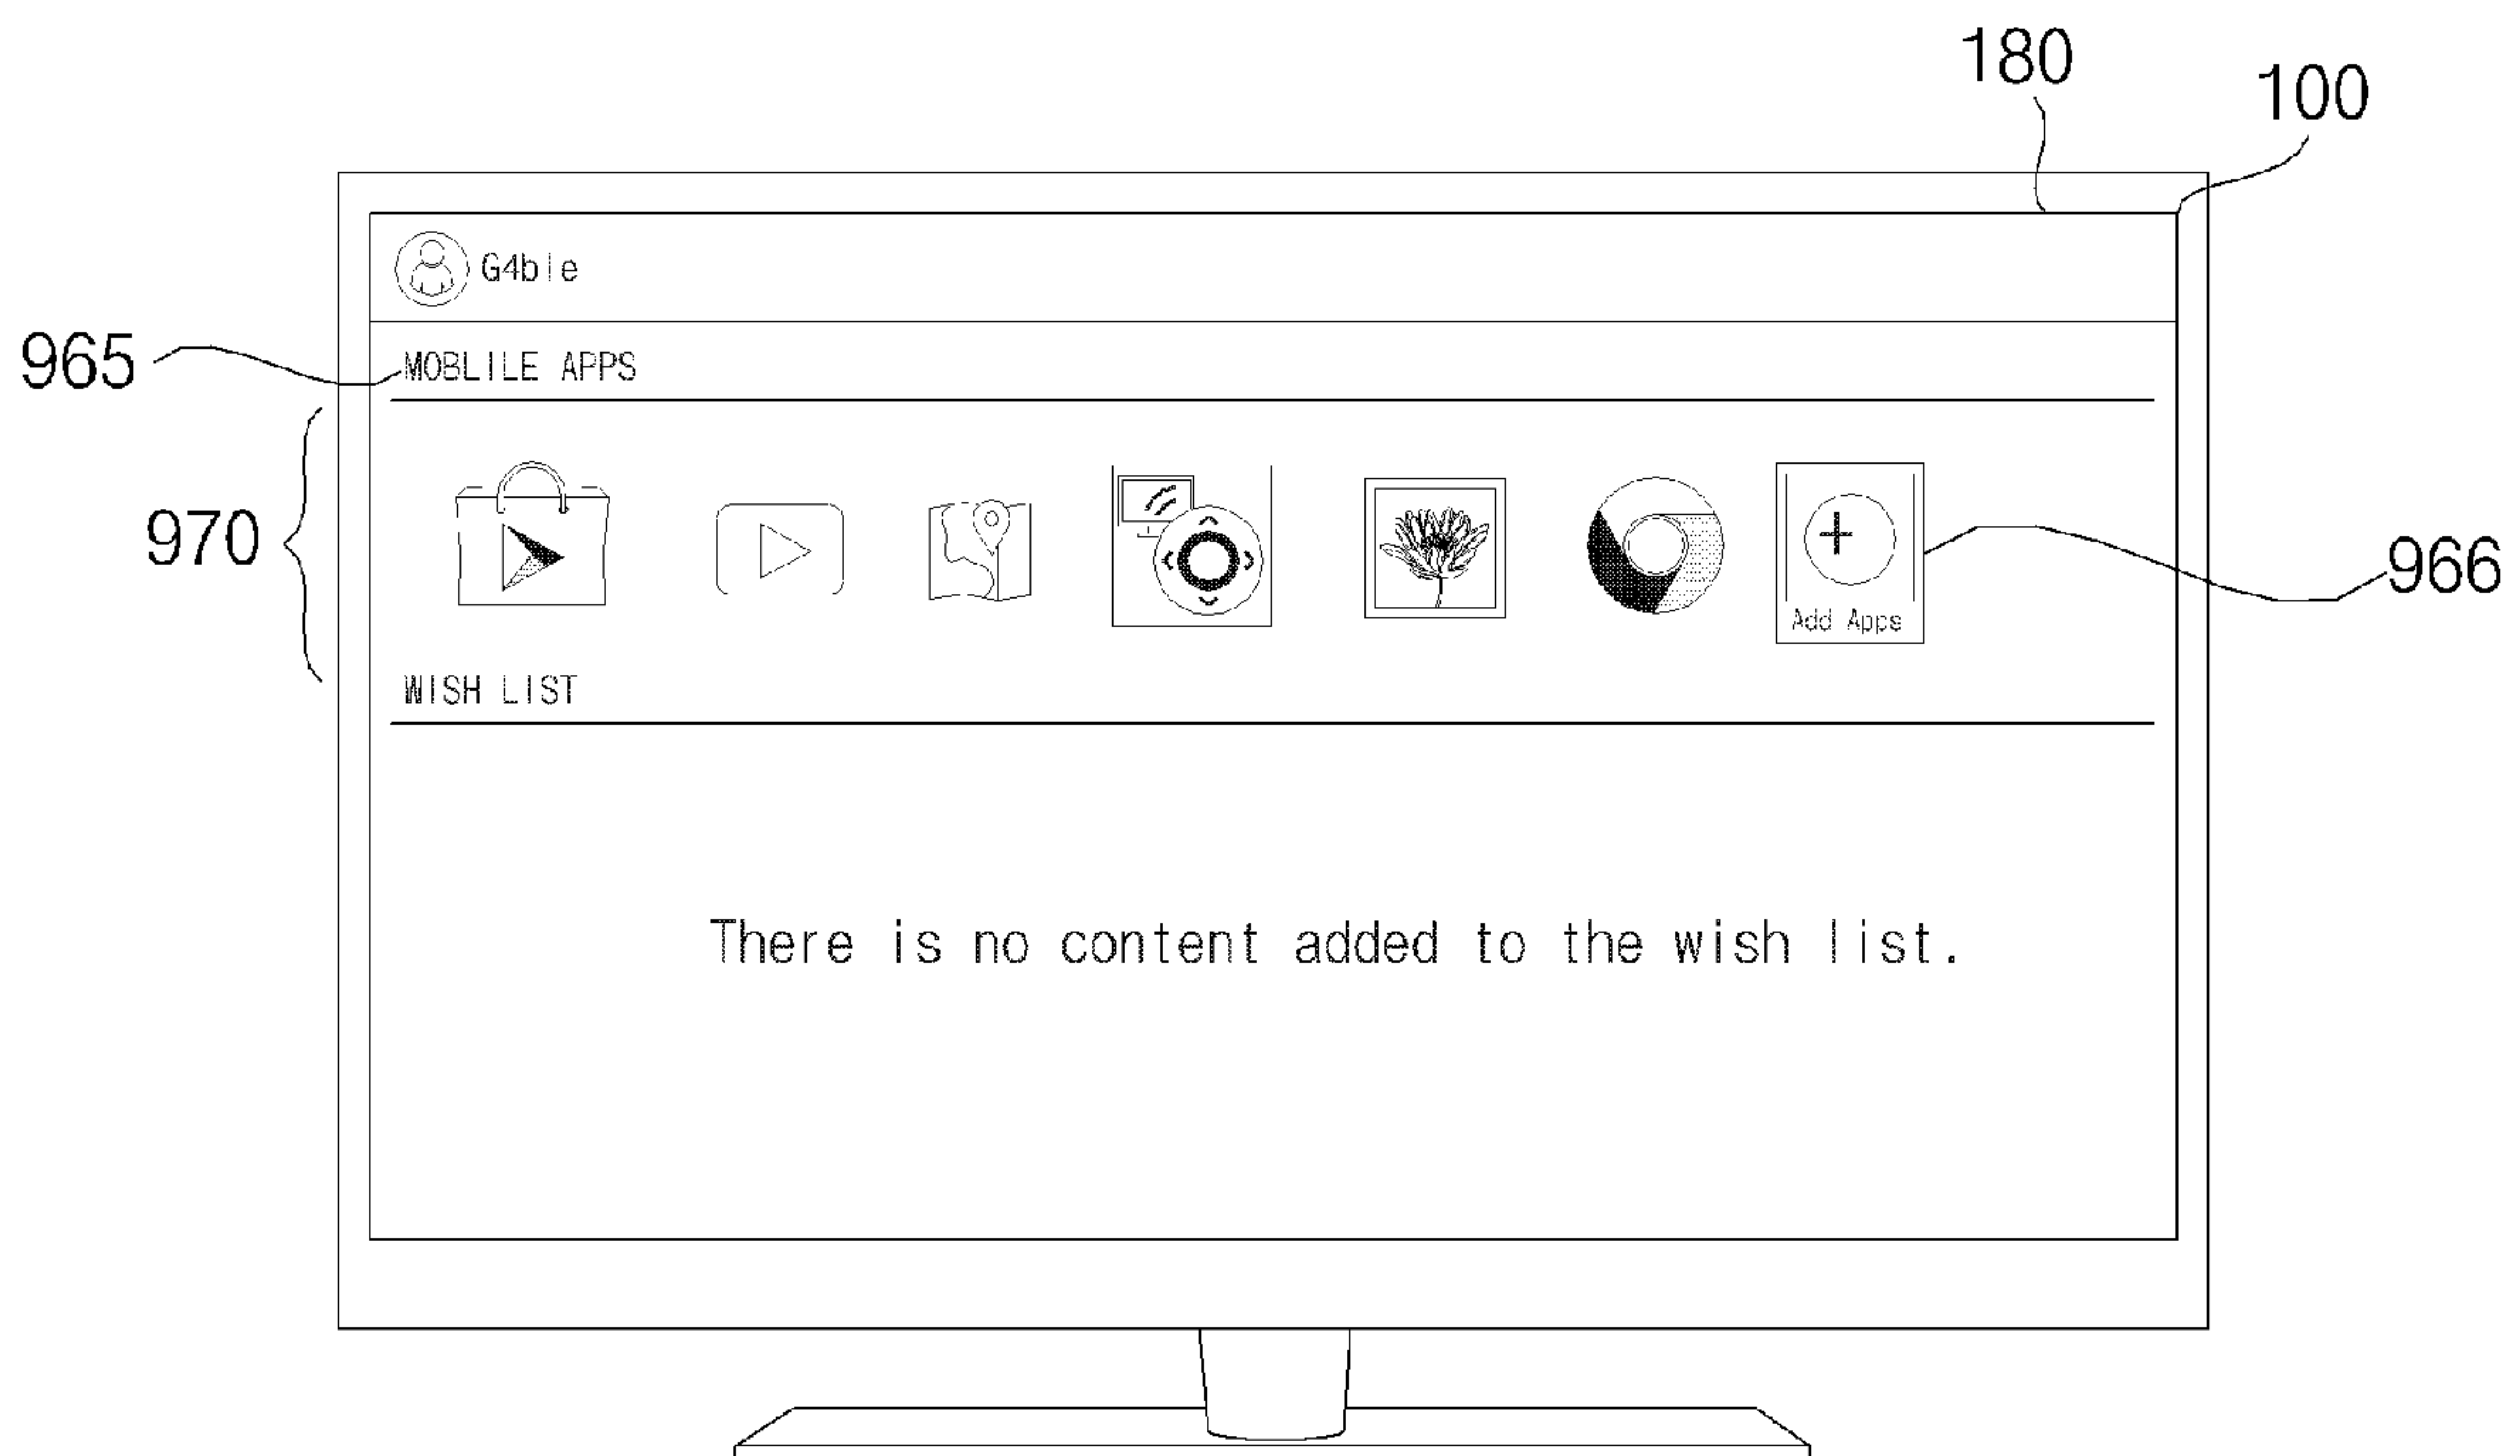 180
100
G4ble
965
MOBLILE APPS
970
966
Add Apps
WISH LIST
There is no content added to the wish list.